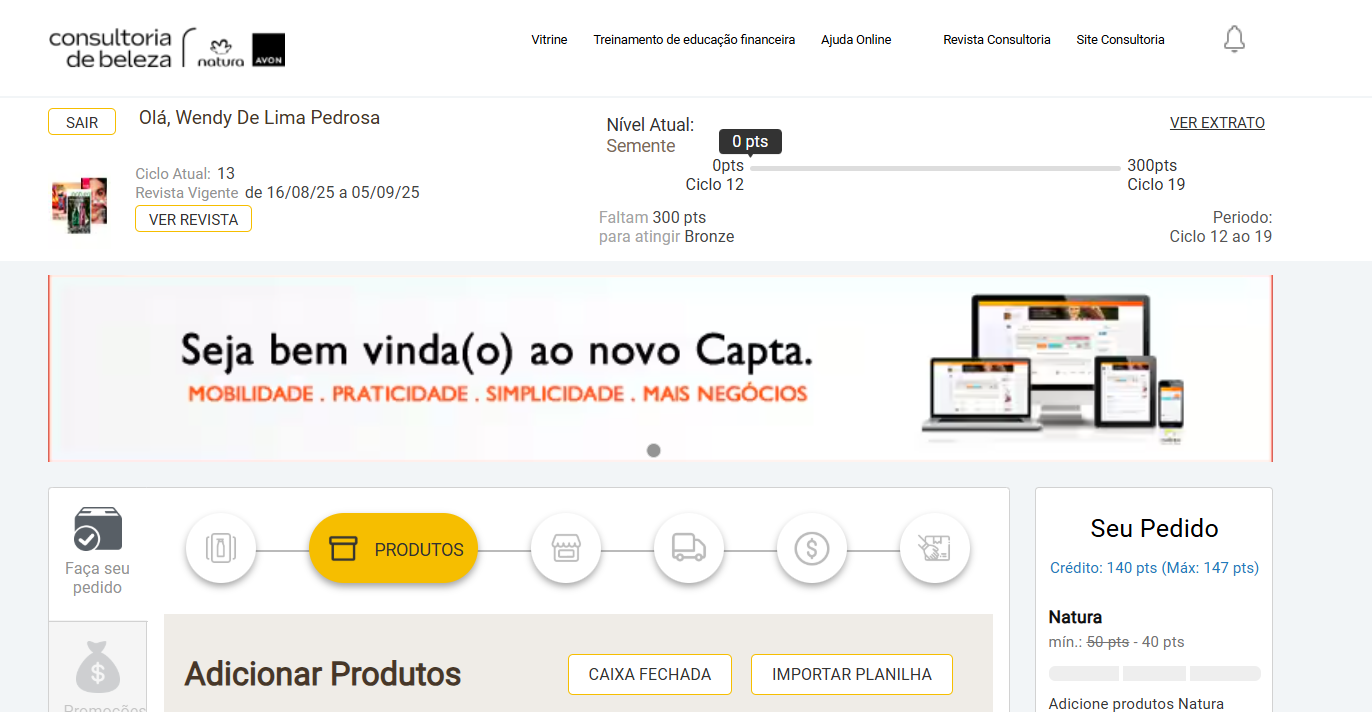 consultoria
de beleza
natura
AVON
Vitrine
Treinamento de educação financeira
Ajuda Online
Revista Consultoria
Site Consultoria
SAIR
Olá, Wendy De Lima Pedrosa
Ciclo Atual: 13
Revista Vigente de 16/08/25 a 05/09/25
VER REVISTA
Nível Atual:
Semente
0 pts
0pts
Ciclo 12
300pts
Ciclo 19
VER EXTRATO
Faltam 300 pts
para atingir Bronze
Periodo:
Ciclo 12 ao 19
Seja bem vinda(o) ao novo Capta.
MOBILIDADE . PRATICIDADE . SIMPLICIDADE . MAIS NEGÓCIOS
Faça seu
pedido
Promoções
PRODUTOS
Adicionar Produtos
CAIXA FECHADA
IMPORTAR PLANILHA
Seu Pedido
Crédito: 140 pts (Máx: 147 pts)
Natura
mín.: 50 pts - 40 pts
Adicione produtos Natura